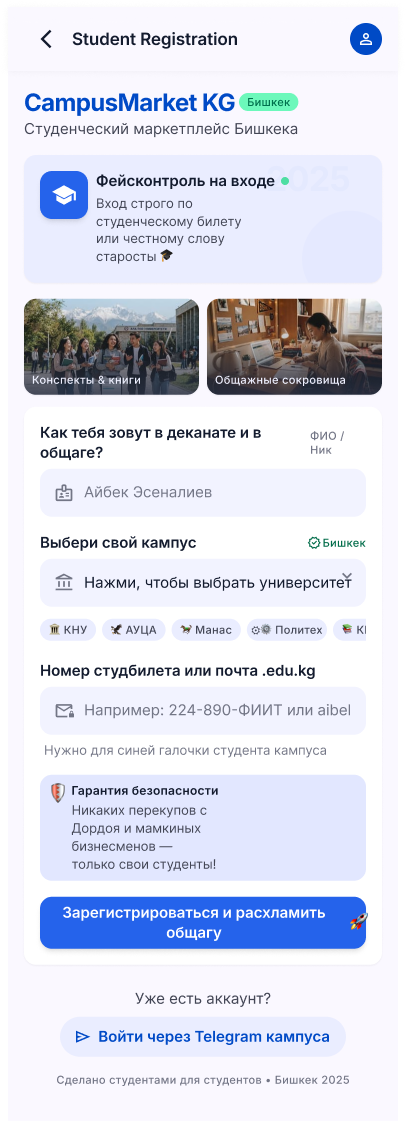 Student Registration
CampusMarket KG
Бишкек
Студенческий маркетплейс Бишкека
2025
Фейсконтроль на входе
Вход строго по
студенческому билету
или честному слову
старосты 🎓
Конспекты & книги
Общажные сокровища
Как тебя зовут в деканате и в
общаге?
ФИО /
Ник
Айбек Эсеналиев
Выбери свой кампус
Бишкек
Нажми, чтобы выбрать университет
🏛️ КНУ
🦅 АУЦА
🐎 Манас
⚙️ Политех
Номер студбилета или почта .edu.kg
Например: 224-890-ФИИТ или aibel
Нужно для синей галочки студента кампуса
Гарантия безопасности
Никаких перекупов с
Дордоя и мамкиных
бизнесменов —
только свои студенты!
Зарегистрироваться и расхламить
общагу 🚀
Уже есть аккаунт?
Войти через Telegram кампуса
Сделано студентами для студентов • Бишкек 2025